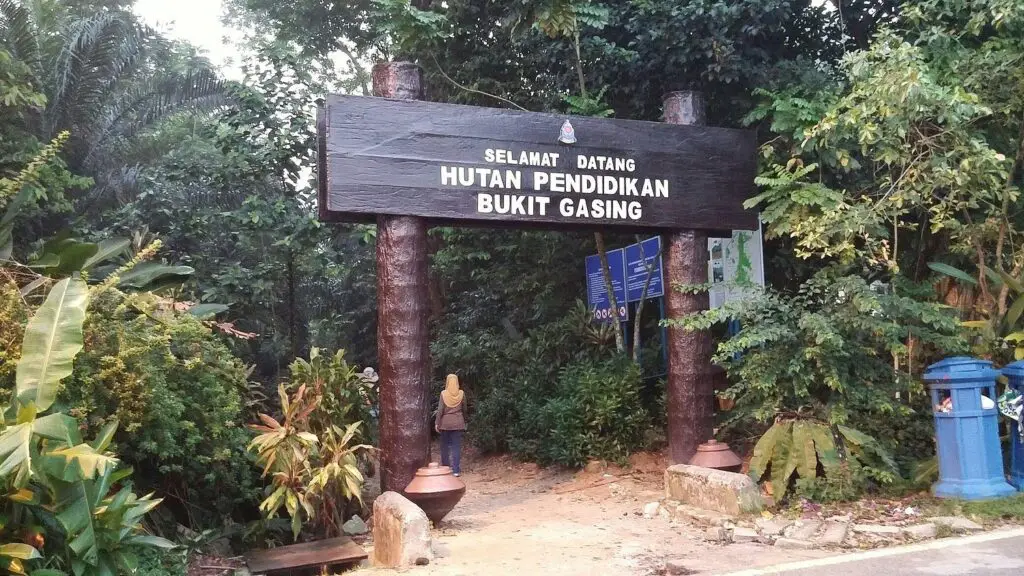 SELAMAT DATANG
HUTAN PENDIDIKAN
BUKIT GASING